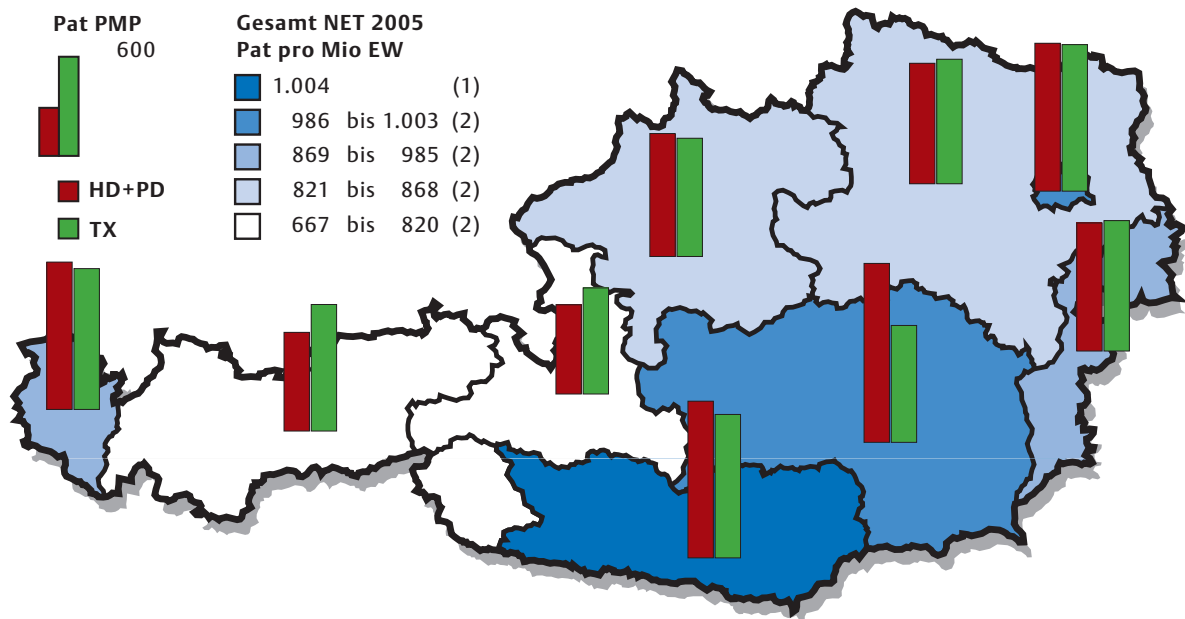 Pat PMP
600
HD+PD
TX
Gesamt NET 2005
Pat pro Mio EW
1.004 (1)
986 bis 1.003 (2)
869 bis 985 (2)
821 bis 868 (2)
667 bis 820 (2)